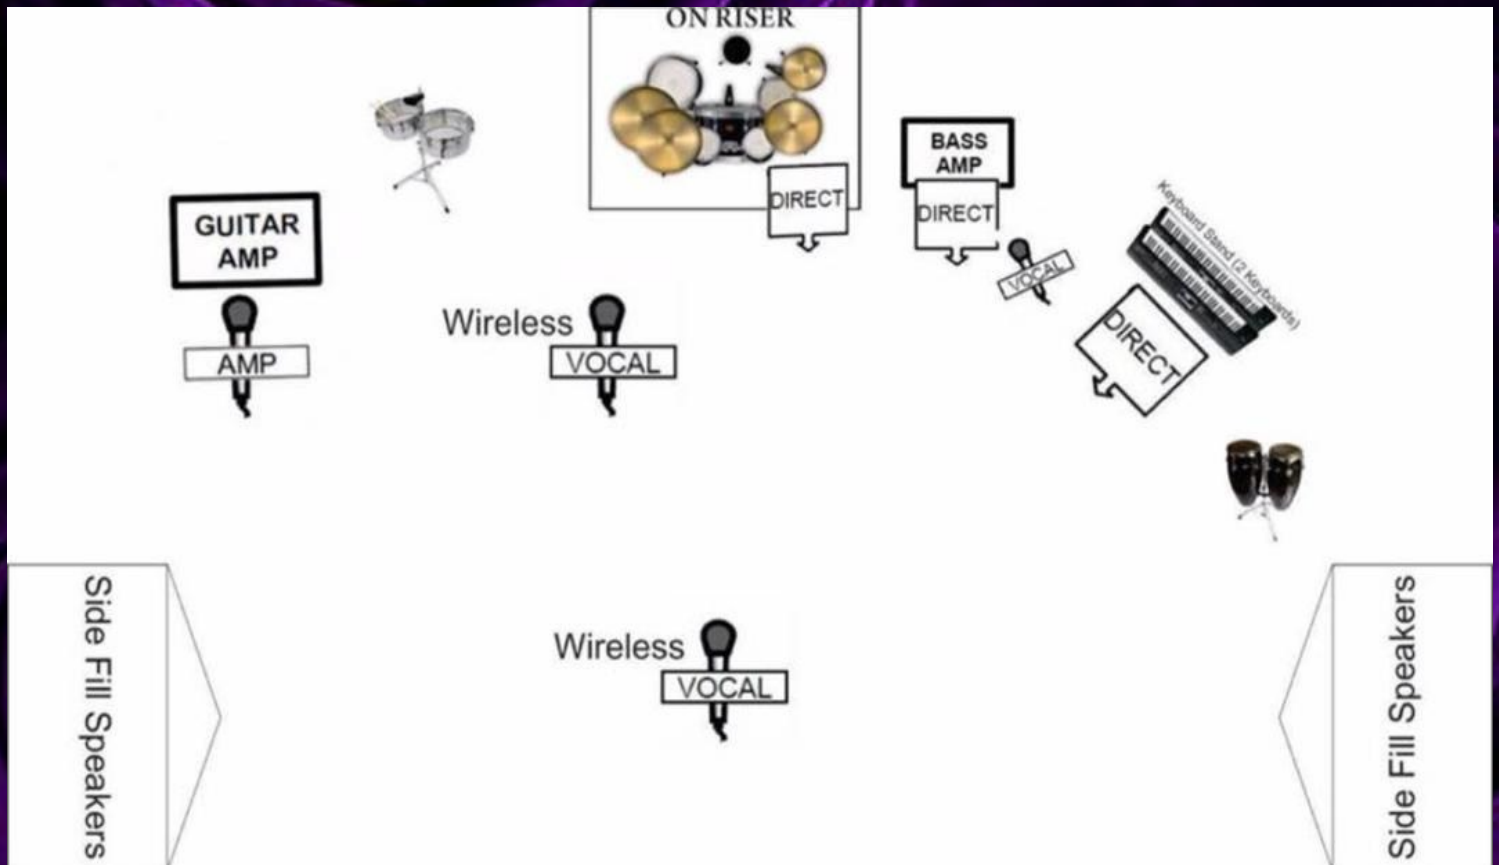 ON RISER
DIRECT
BASS
AMP
DIRECT
GUITAR
AMP
AMP
Wireless
VOCAL
VOCAL
Keyboard Stand (2 Keyboards)
DIRECT
Side Fill Speakers
Wireless
VOCAL
Side Fill Speakers